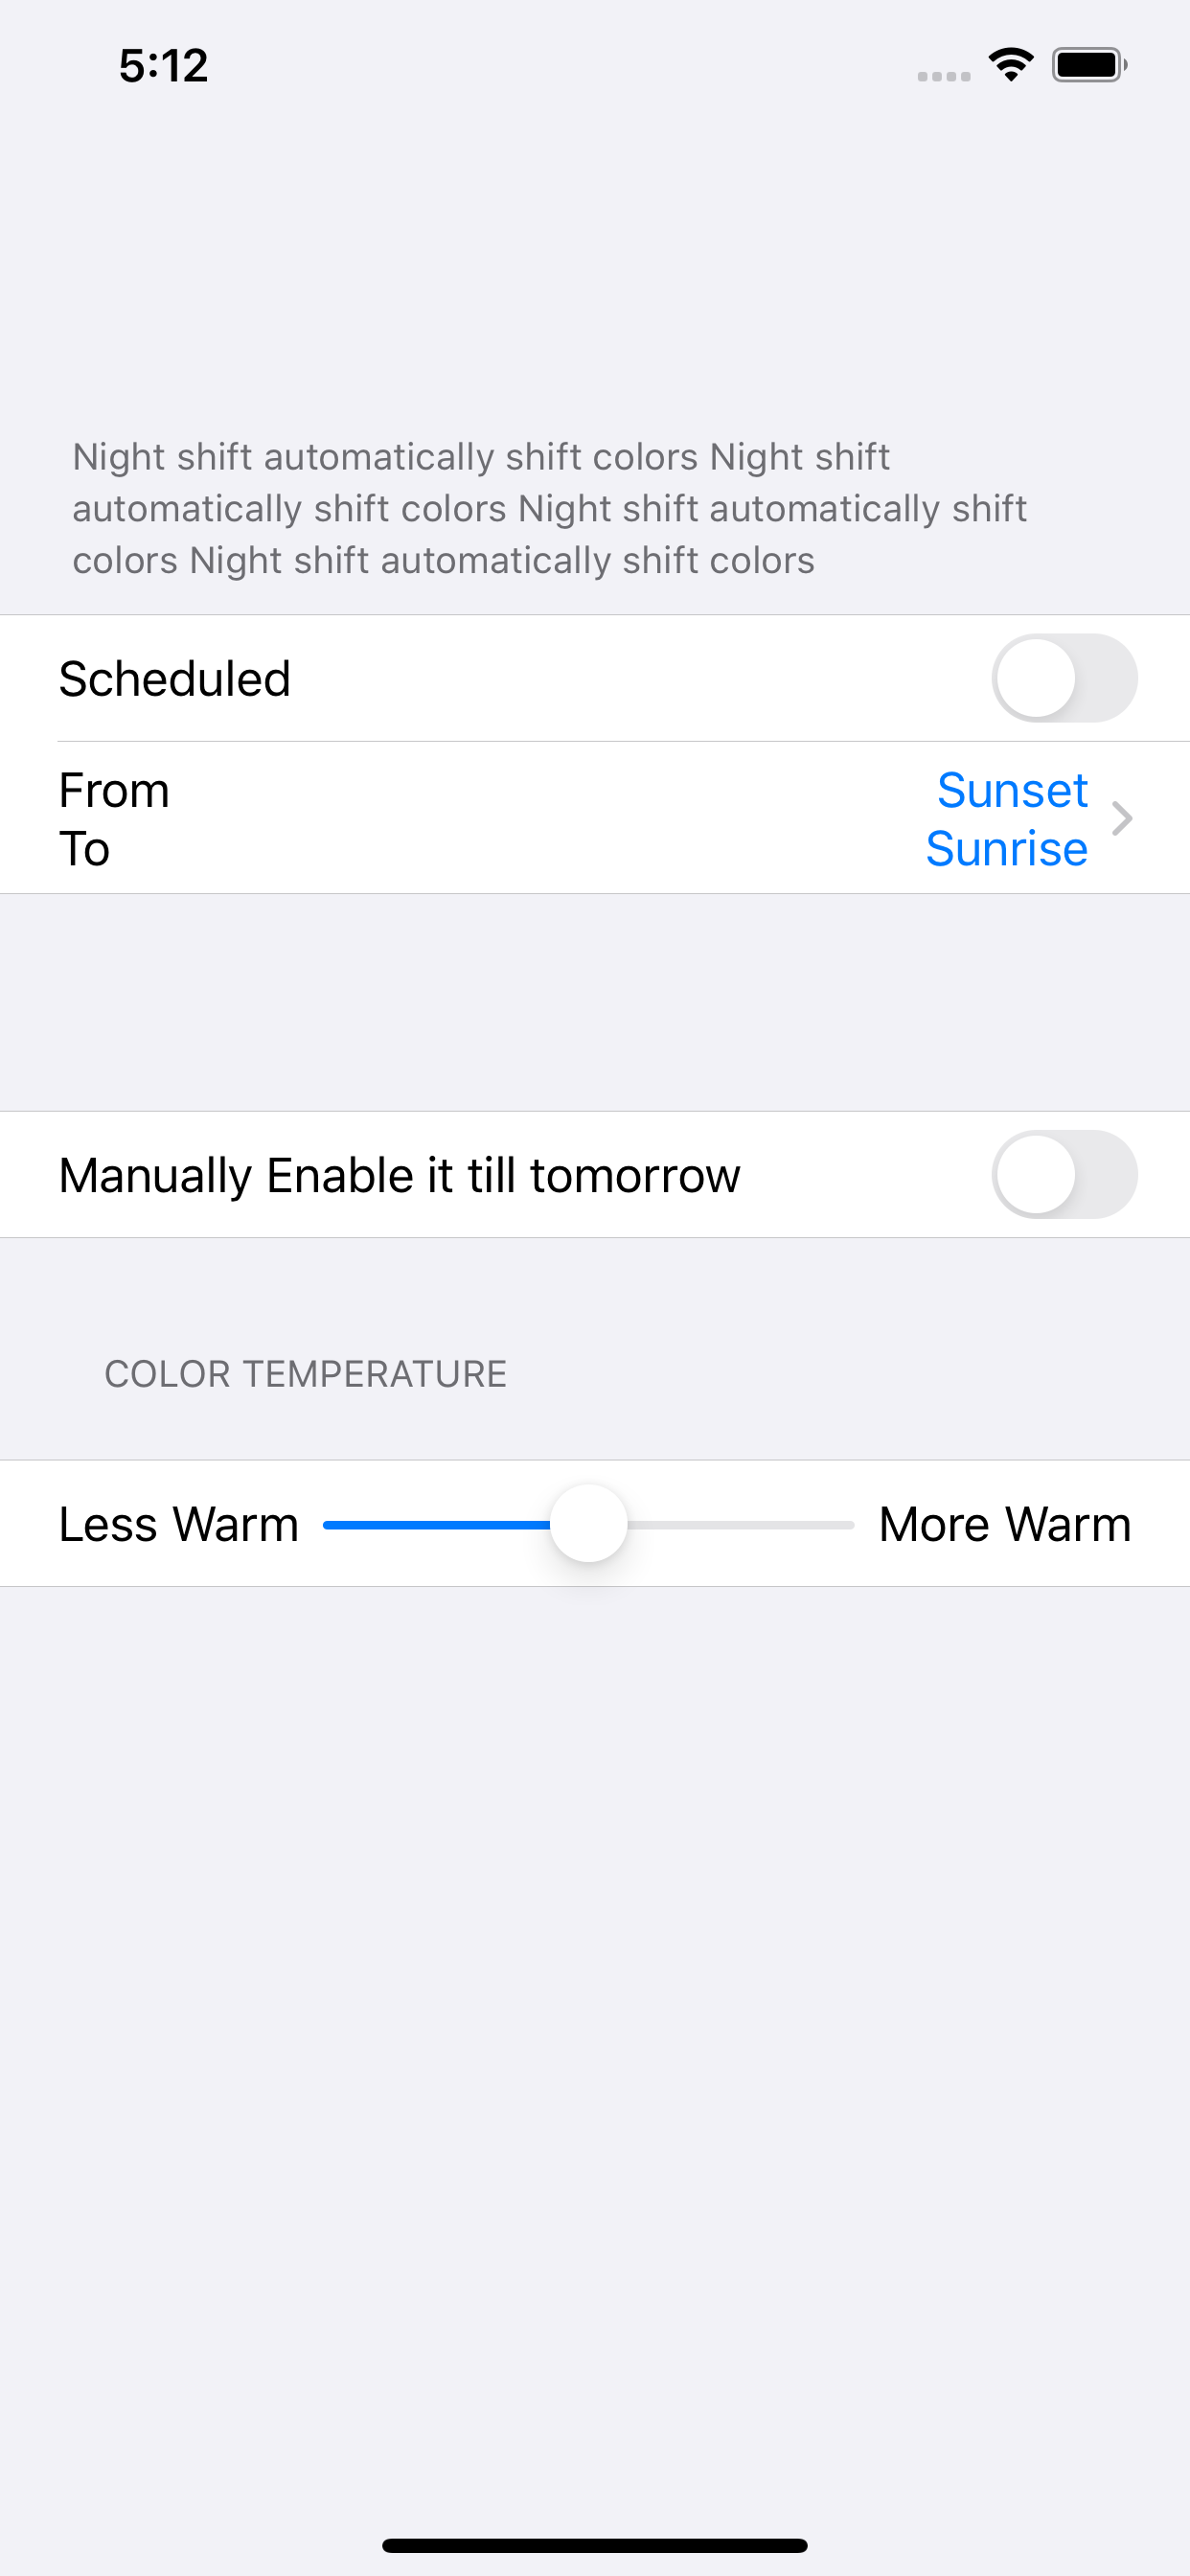 5:12
Night shift automatically shift colors Night shift
automatically shift colors Night shift automatically shift
colors Night shift automatically shift colors
Scheduled
From Sunset
To Sunrise
Manually Enable it till tomorrow
COLOR TEMPERATURE
Less Warm More Warm